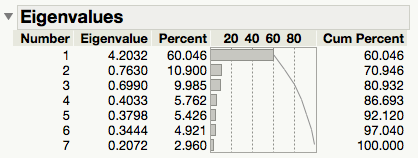 Eigenvalues
Number Eigenvalue Percent 20 40 60 80 Cum Percent
1 4.2032 60.046 60.046
2 0.7630 10.900 70.946
3 0.6990 9.985 80.932
4 0.4033 5.762 86.693
5 0.3798 5.426 92.120
6 0.3444 4.921 97.040
7 0.2072 2.960 100.000